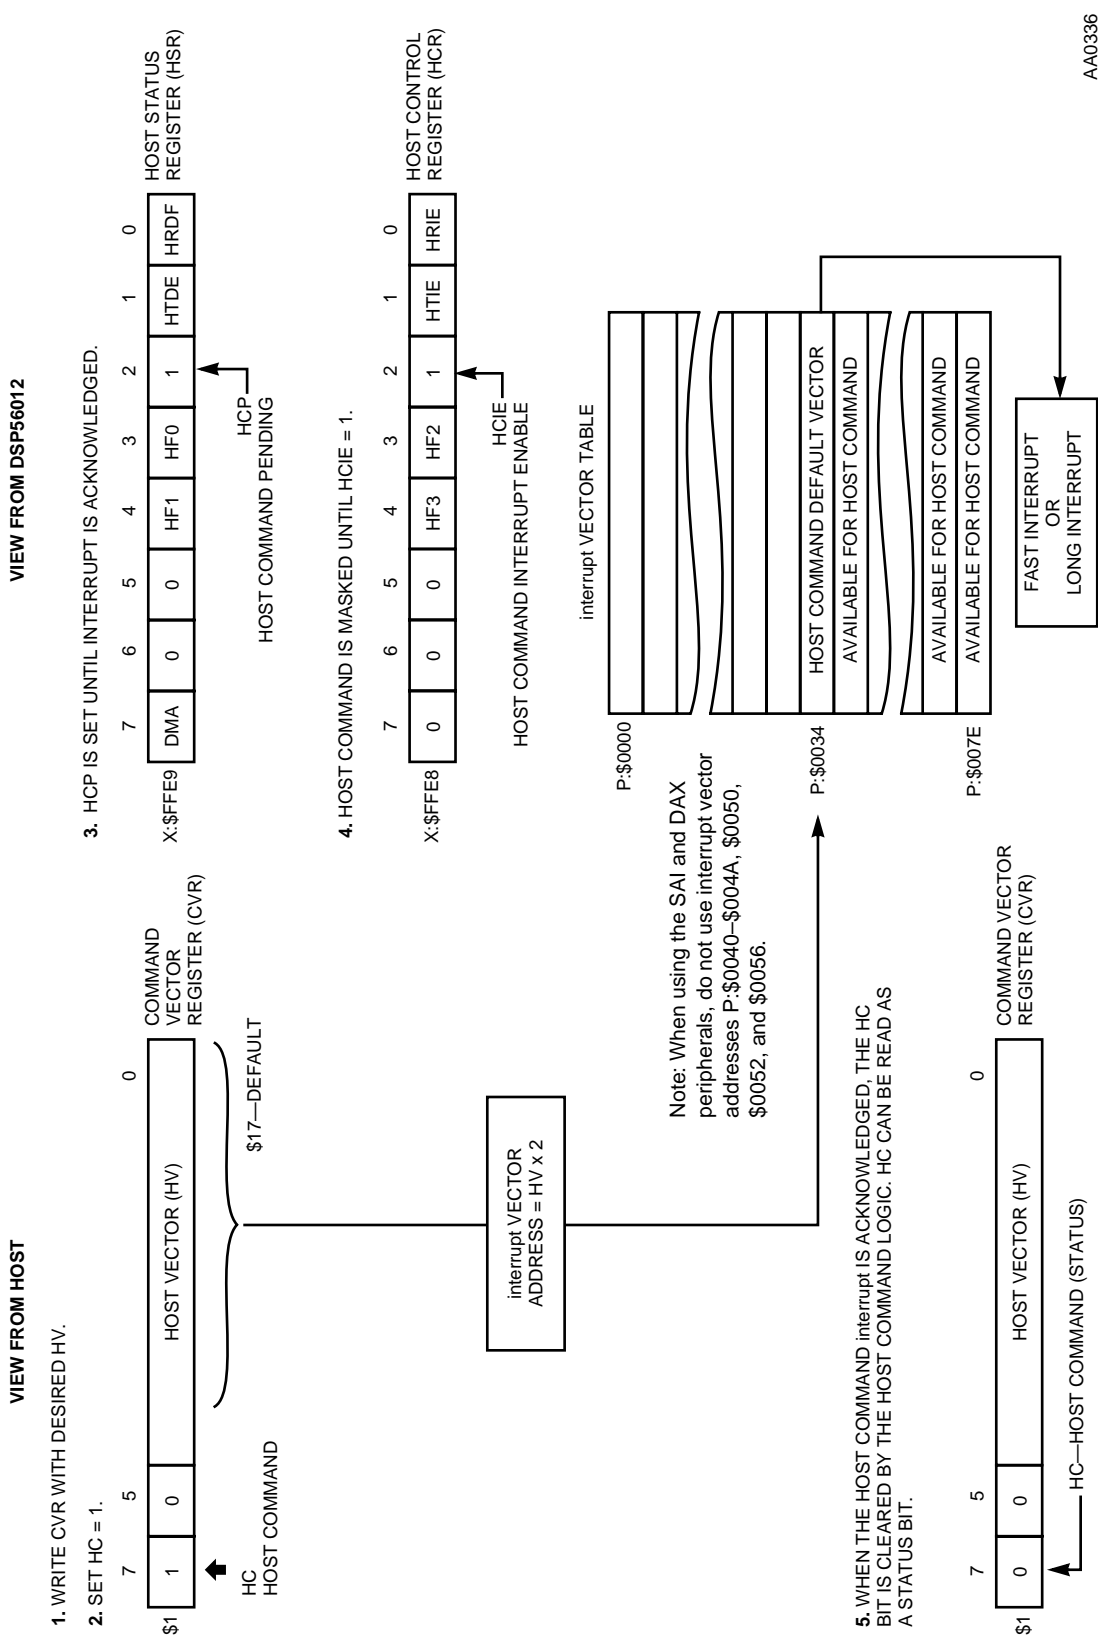 VIEW FROM HOST
1. WRITE CVR WITH DESIRED HV.
2. SET HC = 1.
7 5 0
$1 1 0 HOST VECTOR (HV)
COMMAND
VECTOR
REGISTER (CVR)
HC
HOST COMMAND
$17—DEFAULT
interrupt VECTOR
ADDRESS = HV x 2
5. WHEN THE HOST COMMAND interrupt IS ACKNOWLEDGED, THE HC
BIT IS CLEARED BY THE HOST COMMAND LOGIC. HC CAN BE READ AS
A STATUS BIT.
7 5 0
$1 0 0 HOST VECTOR (HV)
COMMAND VECTOR
REGISTER (CVR)
HC—HOST COMMAND (STATUS)
VIEW FROM DSP56012
3. HCP IS SET UNTIL INTERRUPT IS ACKNOWLEDGED.
7 6 5 4 3 2 1 0
X:$FFE9 DMA 0 0 HF1 HF0 1 HTDE HRDF
HOST STATUS
REGISTER (HSR)
HCP
HOST COMMAND PENDING
4. HOST COMMAND IS MASKED UNTIL HCIE = 1.
7 6 5 4 3 2 1 0
X:$FFE8 0 0 0 HF3 HF2 1 HTIE HRIE
HOST CONTROL
REGISTER (HCR)
HCIE
HOST COMMAND INTERRUPT ENABLE
interrupt VECTOR TABLE
P:$0000
Note: When using the SAI and DAX
peripherals, do not use interrupt vector
addresses P:$0040–$004A, $0050,
$0052, and $0056.
P:$0034 HOST COMMAND DEFAULT VECTOR
AVAILABLE FOR HOST COMMAND
AVAILABLE FOR HOST COMMAND
P:$007E AVAILABLE FOR HOST COMMAND
FAST INTERRUPT
OR
LONG INTERRUPT
AA0336